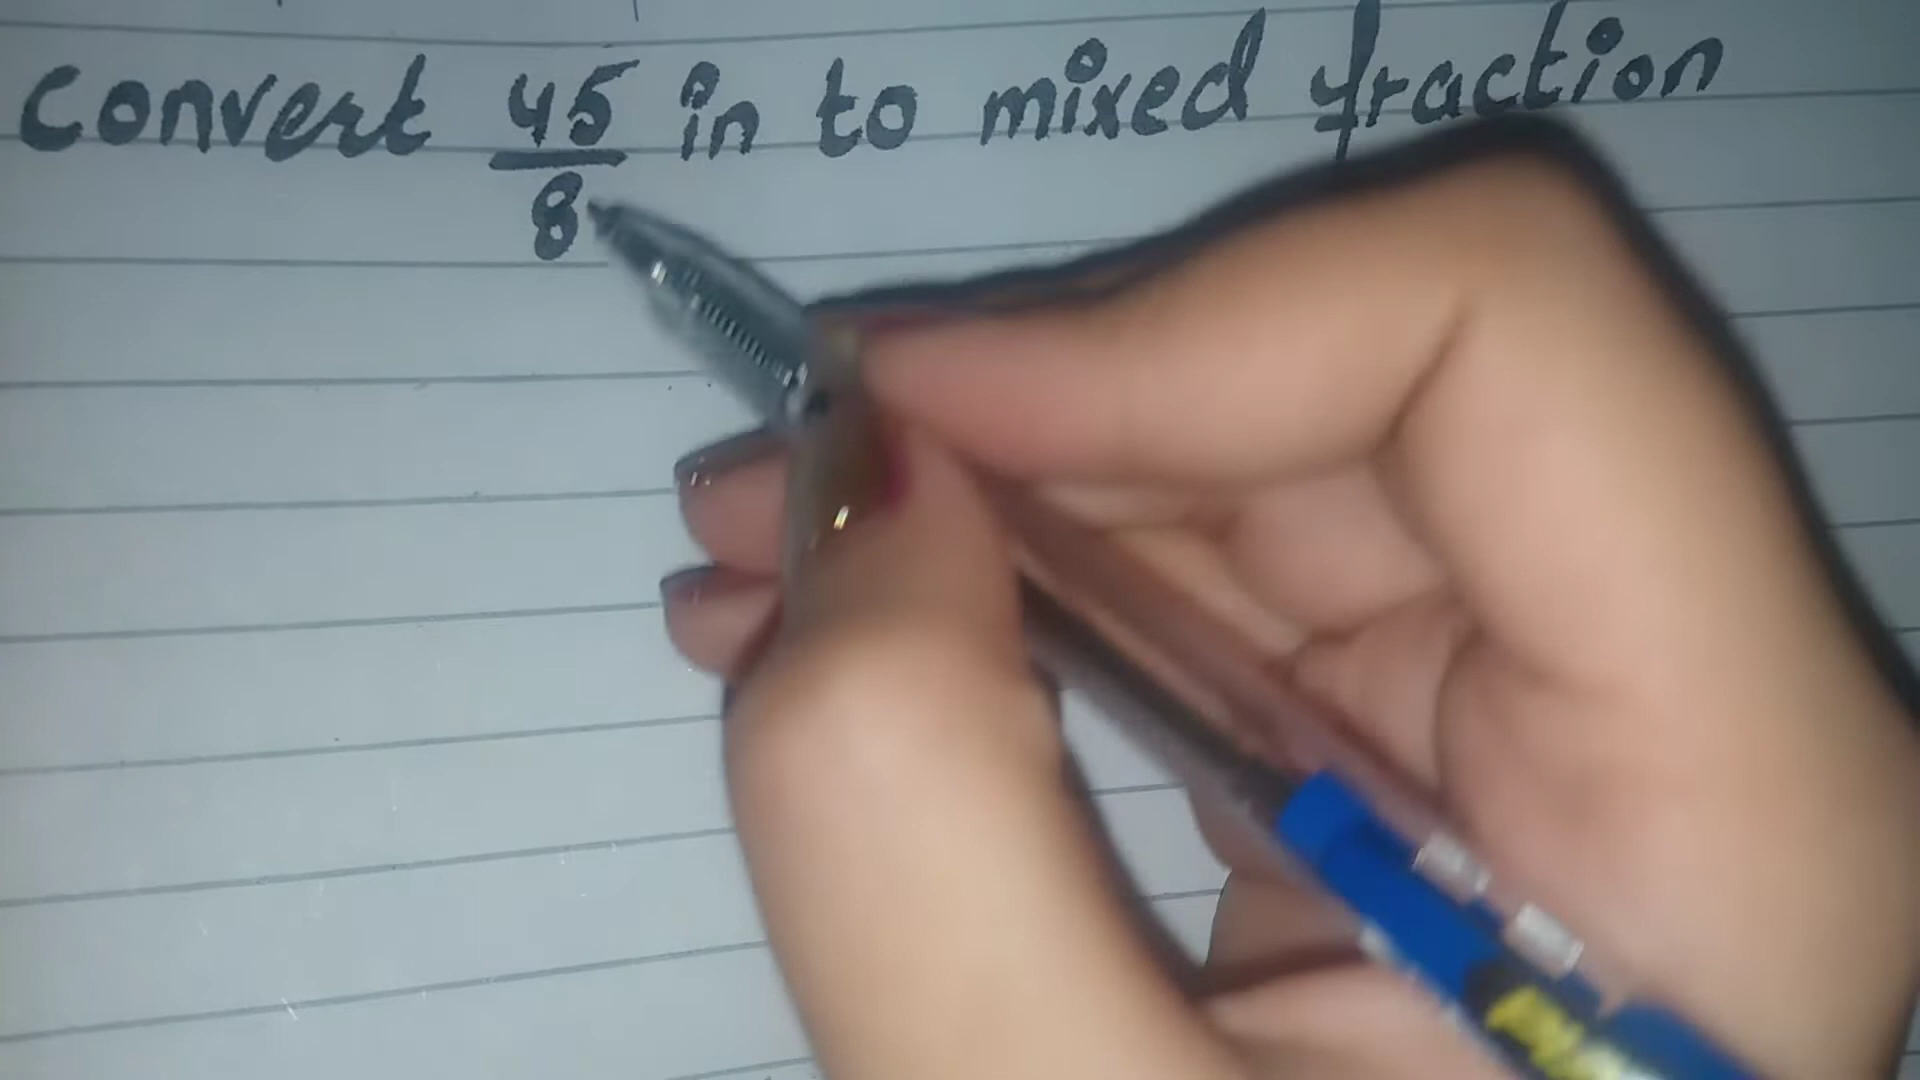 convert 45/8 in to mixed fraction